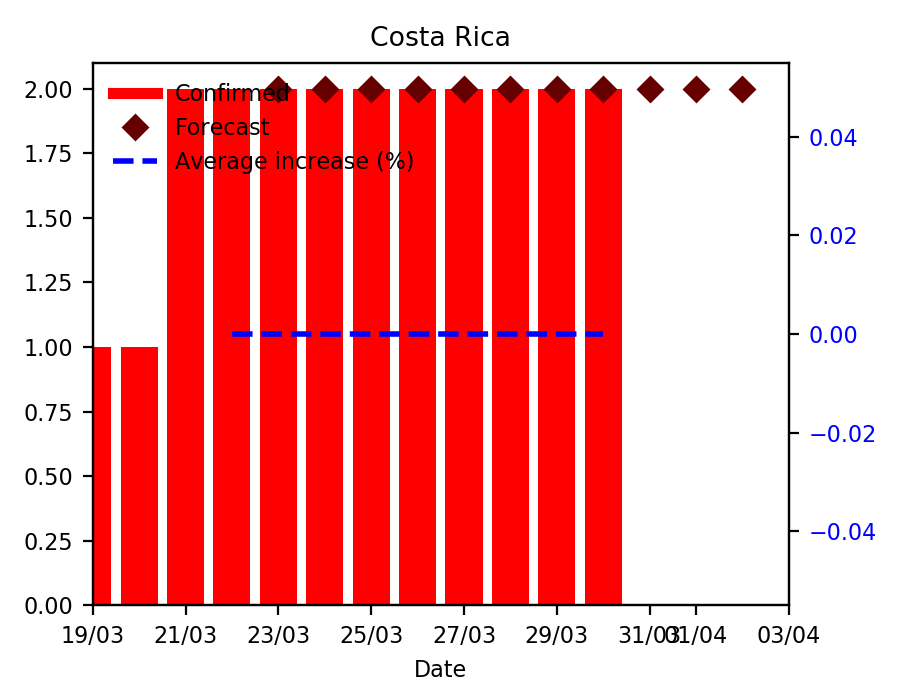 Costa Rica
Confirmed
Forecast
Average increase (%)
2.00
1.75
1.50
1.25
1.00
0.75
0.50
0.25
0.00
0.04
0.02
0.00
−0.02
−0.04
19/03 21/03 23/03 25/03 27/03 29/03 31/03 01/04 03/04
Date